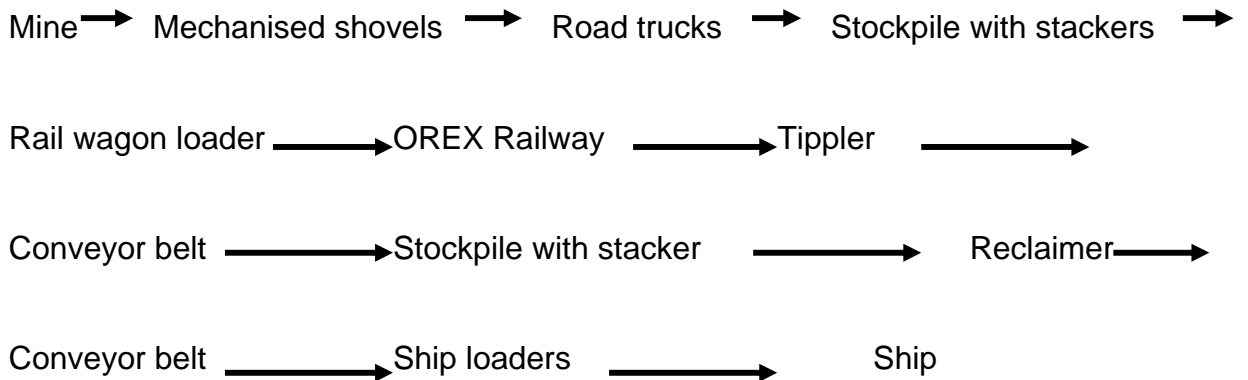 Mine Mechanised shovels Road trucks Stockpile with stackers
Rail wagon loader OREX Railway Tippler
Conveyor belt Stockpile with stacker Reclaimer
Conveyor belt Ship loaders Ship